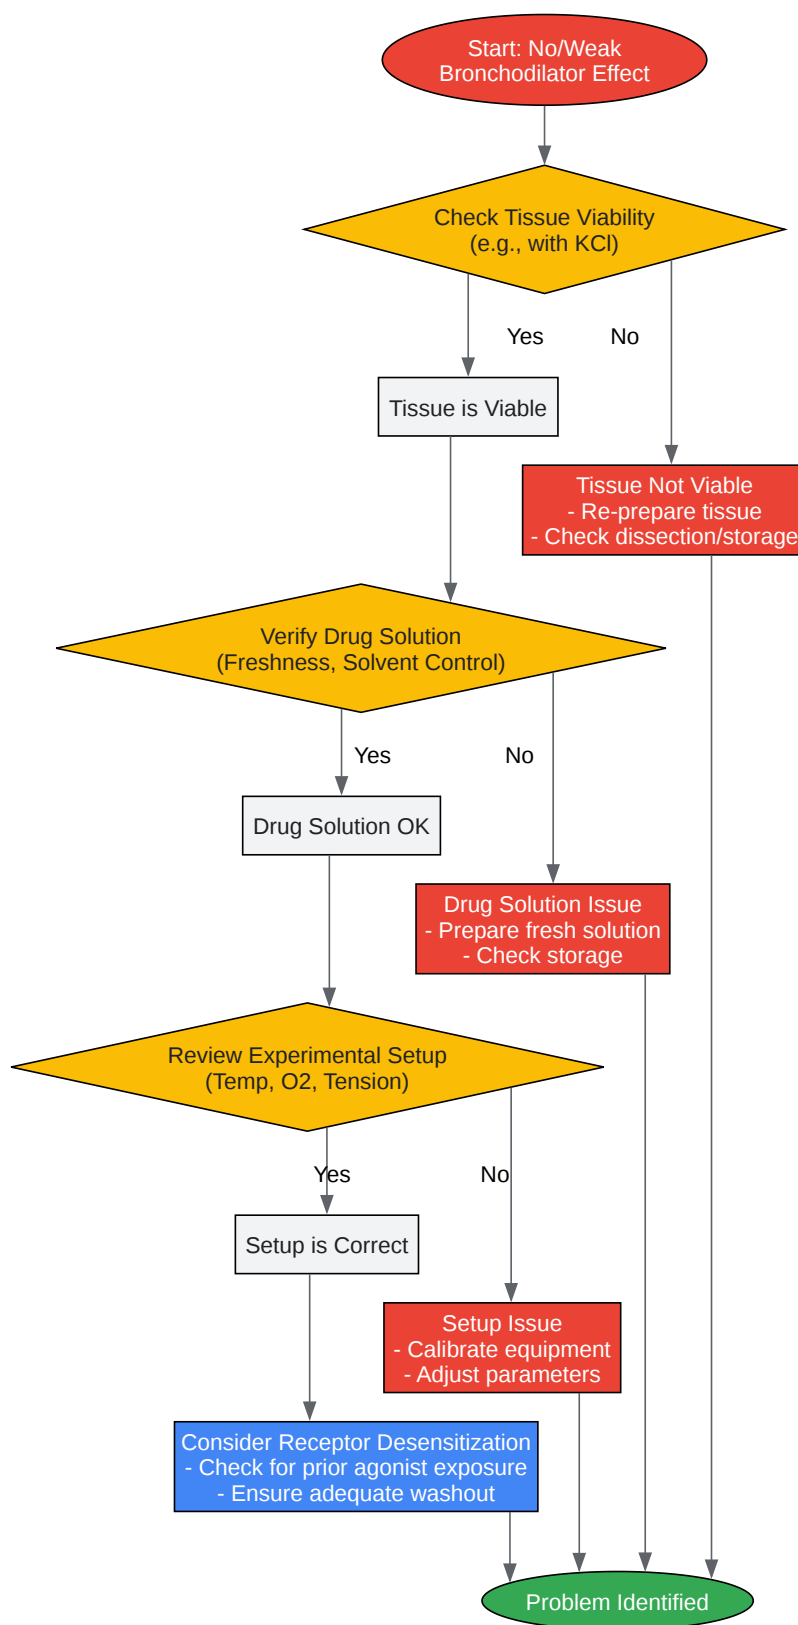 Start: No/Weak
Bronchodilator Effect
Check Tissue Viability
(e.g., with KCl)
Yes
No
Tissue is Viable
Tissue Not Viable
- Re-prepare tissue
- Check dissection/storage
Verify Drug Solution
(Freshness, Solvent Control)
Yes
No
Drug Solution OK
Drug Solution Issue
- Prepare fresh solution
- Check storage
Review Experimental Setup
(Temp, O2, Tension)
Yes
No
Setup is Correct
Setup Issue
- Calibrate equipment
- Adjust parameters
Consider Receptor Desensitization
- Check for prior agonist exposure
- Ensure adequate washout
Problem Identified